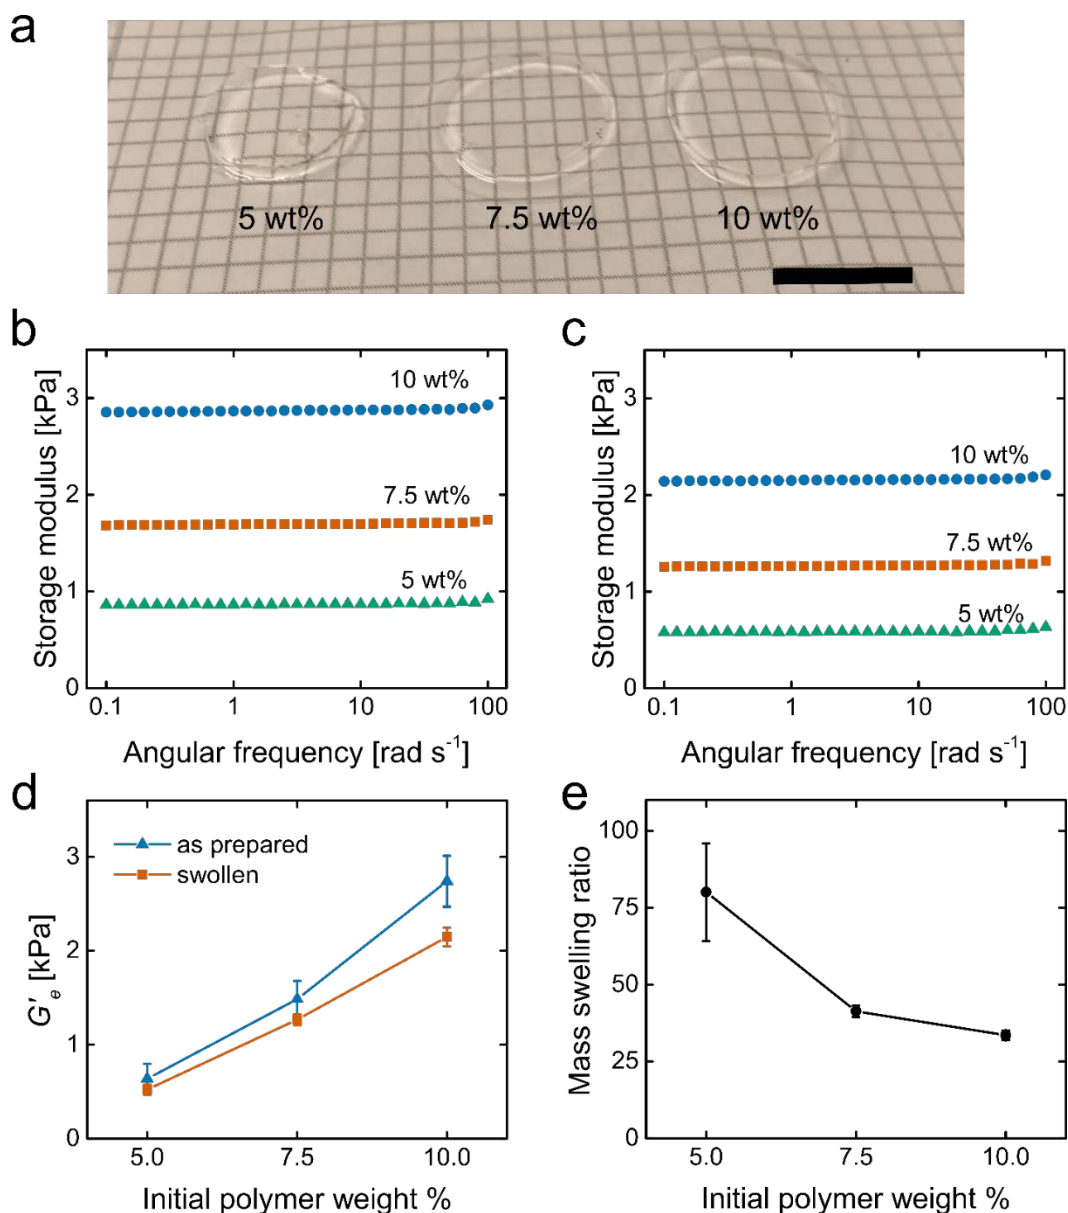 a
5 wt%
7.5 wt%
10 wt%
b
Storage modulus [kPa]
3
2
1
0
10 wt%
7.5 wt%
5 wt%
0.1
1
10
100
Angular frequency [rad s⁻¹]
c
Storage modulus [kPa]
3
2
1
0
10 wt%
7.5 wt%
5 wt%
0.1
1
10
100
Angular frequency [rad s⁻¹]
d
G′ₑ [kPa]
3
2
1
0
as prepared
swollen
5.0
7.5
10.0
Initial polymer weight %
e
Mass swelling ratio
100
75
50
25
0
5.0
7.5
10.0
Initial polymer weight %